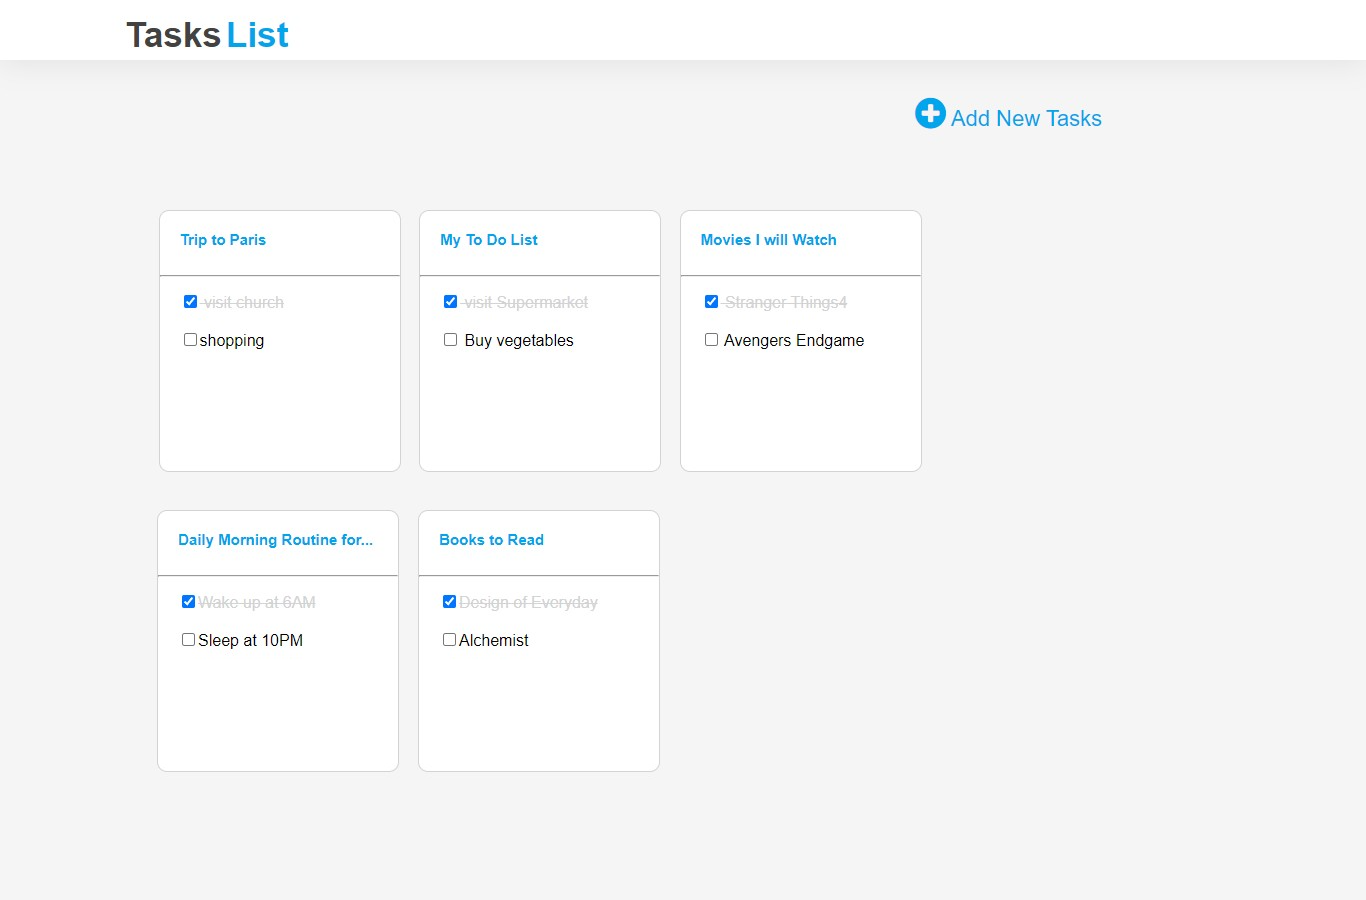 Tasks List
Add New Tasks
Trip to Paris
visit church
shopping
My To Do List
visit Supermarket
Buy vegetables
Movies I will Watch
Stranger Things4
Avengers Endgame
Daily Morning Routine for...
Wake up at 6AM
Sleep at 10PM
Books to Read
Design of Everyday
Alchemist